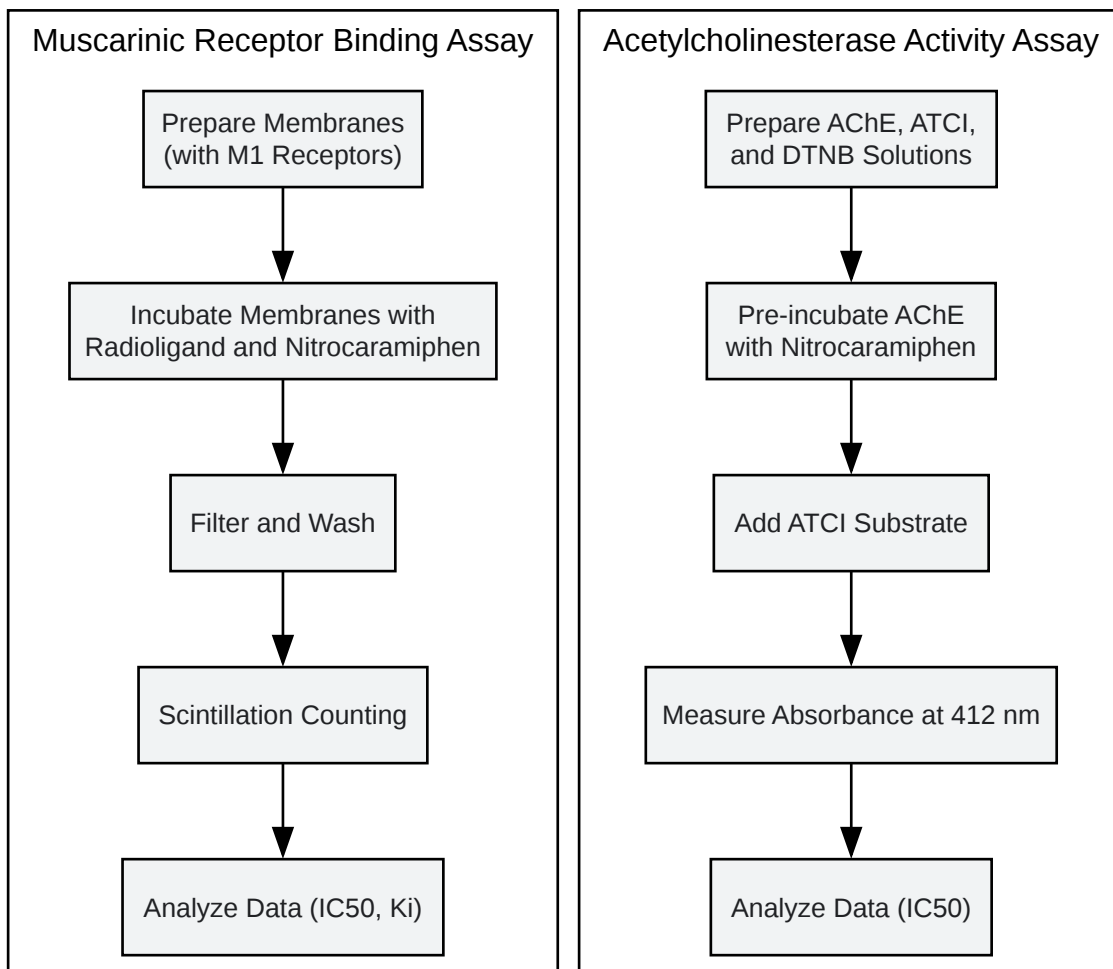 Muscarinic Receptor Binding Assay
Prepare Membranes
(with M1 Receptors)
Incubate Membranes with
Radioligand and Nitrocaramiphen
Filter and Wash
Scintillation Counting
Analyze Data (IC50, Ki)
Acetylcholinesterase Activity Assay
Prepare AChE, ATCI,
and DTNB Solutions
Pre-incubate AChE
with Nitrocaramiphen
Add ATCI Substrate
Measure Absorbance at 412 nm
Analyze Data (IC50)